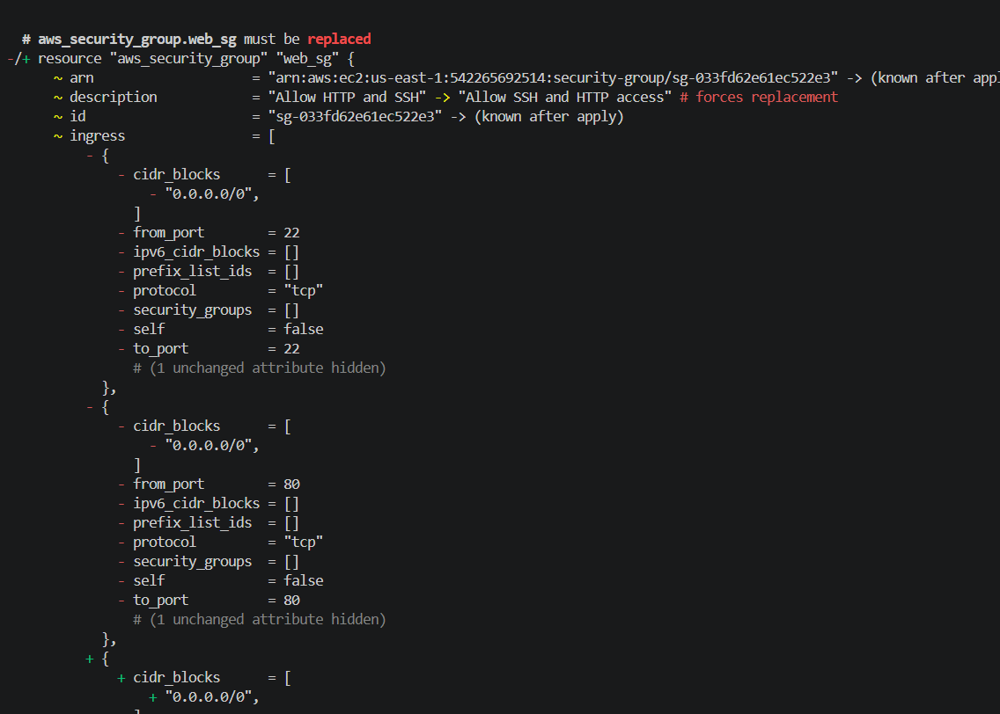 # aws_security_group.web_sg must be replaced
-/+ resource "aws_security_group" "web_sg" {
~ arn = "arn:aws:ec2:us-east-1:542265692514:security-group/sg-033fd62e61ec522e3" -> (known after appl
~ description = "Allow HTTP and SSH" -> "Allow SSH and HTTP access" # forces replacement
~ id = "sg-033fd62e61ec522e3" -> (known after apply)
~ ingress = [
- {
- cidr_blocks = [
- "0.0.0.0/0",
]
- from_port = 22
- ipv6_cidr_blocks = []
- prefix_list_ids = []
- protocol = "tcp"
- security_groups = []
- self = false
- to_port = 22
# (1 unchanged attribute hidden)
},
- {
- cidr_blocks = [
- "0.0.0.0/0",
]
- from_port = 80
- ipv6_cidr_blocks = []
- prefix_list_ids = []
- protocol = "tcp"
- security_groups = []
- self = false
- to_port = 80
# (1 unchanged attribute hidden)
},
+ {
+ cidr_blocks = [
+ "0.0.0.0/0",
]